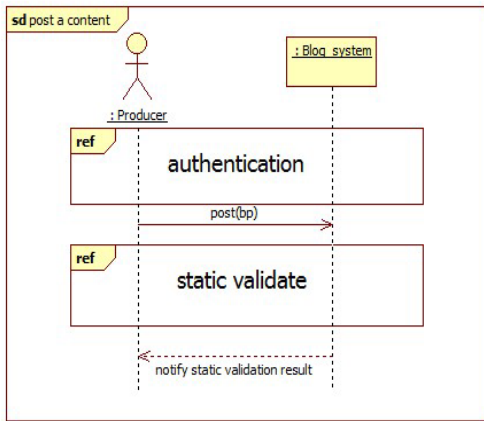 sd post a content
: Blog_system
: Producer
ref
authentication
post(bp)
ref
static validate
notify static validation result